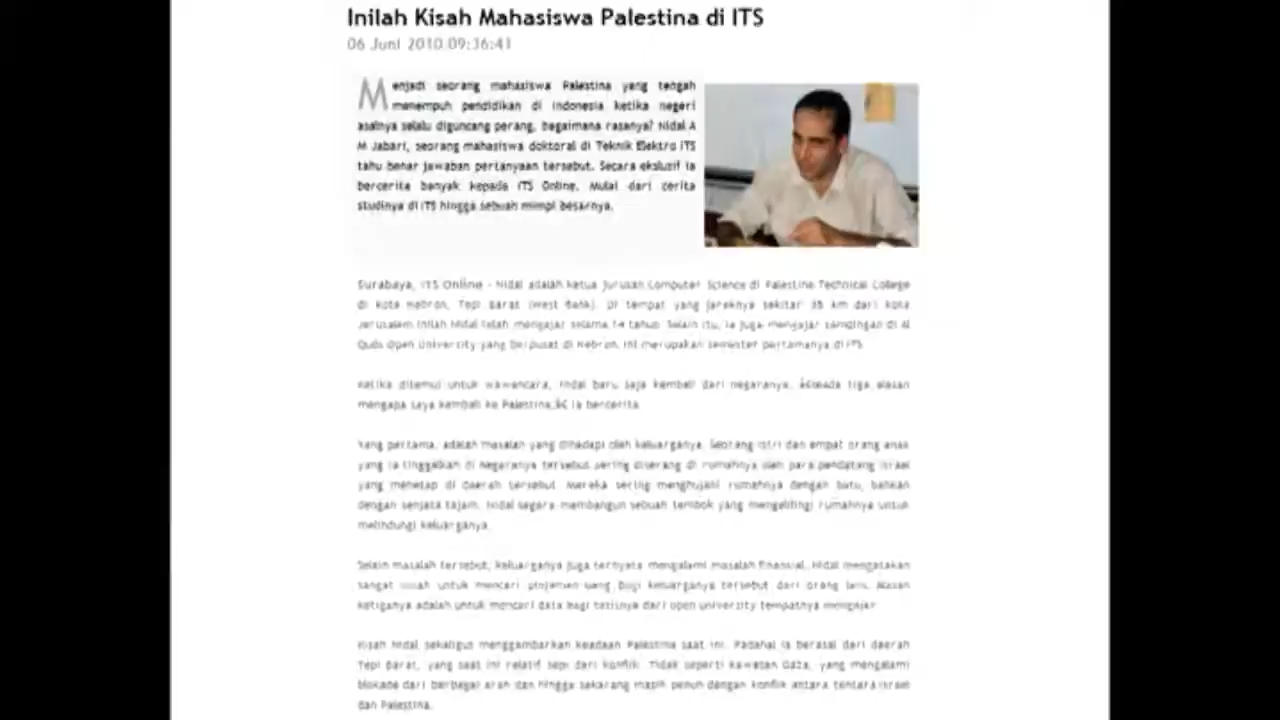 Inilah Kisah Mahasiswa Palestina di ITS
06 Juni 2010 09:36:41
Menjadi seorang mahasiswa Palestina yang tengah
menempuh pendidikan di Indonesia ketika negeri
asalnya selalu diguncang perang, bagaimana rasanya? Nidal A
M Jabari, seorang mahasiswa doktoral di Teknik Elektro ITS
tahu benar jawaban pertanyaan tersebut. Secara ekslusif ia
bercerita banyak kepada ITS Online. Mulai dari cerita
studinya di ITS hingga sebuah mimpi besarnya.
Surabaya, ITS Online - Nidal adalah ketua Jurusan Computer Science di Palestine Technical College
di kota Hebron, Tepi Barat (West Bank). Di tempat yang jaraknya sekitar 35 km dari kota
Jerusalem inilah Nidal telah mengajar selama 14 tahun. Selain itu, ia juga mengajar sampingan di Al
Quds Open University yang berpusat di Hebron. Ini merupakan semester pertamanya di ITS.
Ketika ditemui untuk wawancara, Nidal baru saja kembali dari negaranya. tiga alasan
mengapa saya kembali ke Palestina,â€ ia bercerita.
Yang pertama, adalah masalah yang dihadapi oleh keluarganya. Seorang istri dan empat orang anak
yang ia tinggalkan di negaranya tersebut sering diserang di rumahnya oleh para pendatang Israel
yang menetap di daerah tersebut. Mereka sering menghujani rumahnya dengan batu, bahkan
dengan senjata tajam. Nidal segera membangun sebuah tembok yang mengelilingi rumahnya untuk
melindungi keluarganya.
Selain masalah tersebut, keluarganya juga ternyata mengalami masalah finansial. Nidal mengatakan
sangat susah untuk mencari pinjaman uang bagi keluarganya tersebut dari orang lain. Alasan
ketiganya adalah untuk mencari data bagi tesisnya dari open university tempatnya mengajar.
Kisah Nidal sekaligus menggambarkan keadaan Palestina saat ini. Padahal ia berasal dari daerah
Tepi Barat, yang saat ini relatif sepi dari konflik. Tidak seperti kawasan Gaza, yang mengalami
blokade dari berbagai arah dan hingga sekarang masih penuh dengan konflik antara tentara Israel
dan Palestina.